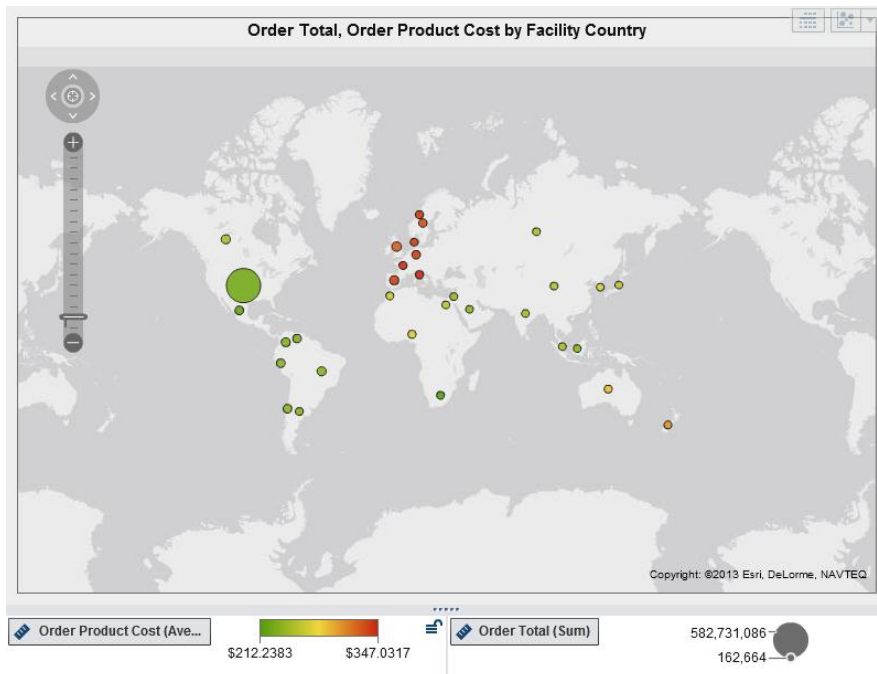 Order Total, Order Product Cost by Facility Country
Copyright: ©2013 Esri, DeLorme, NAVTEQ
Order Product Cost (Ave...
$212.2383
$347.0317
Order Total (Sum)
582,731,086
162,664